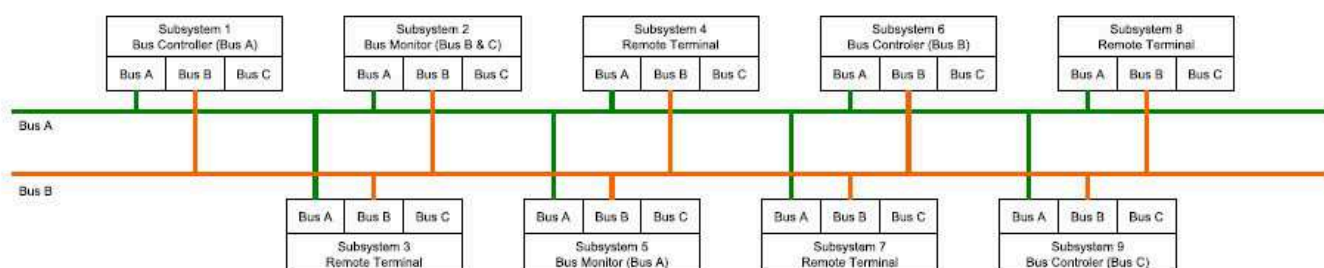 Subsystem 1
Bus Controller (Bus A)
Bus A Bus B Bus C
Subsystem 2
Bus Monitor (Bus B & C)
Bus A Bus B Bus C
Subsystem 4
Remote Terminal
Bus A Bus B Bus C
Subsystem 6
Bus Controler (Bus B)
Bus A Bus B Bus C
Subsystem 8
Remote Terminal
Bus A Bus B Bus C
Bus A
Bus B
Bus A Bus B Bus C
Subsystem 3
Remote Terminal
Bus A Bus B Bus C
Subsystem 5
Bus Monitor (Bus A)
Bus A Bus B Bus C
Subsystem 7
Remote Terminal
Bus A Bus B Bus C
Subsystem 9
Bus Controler (Bus C)